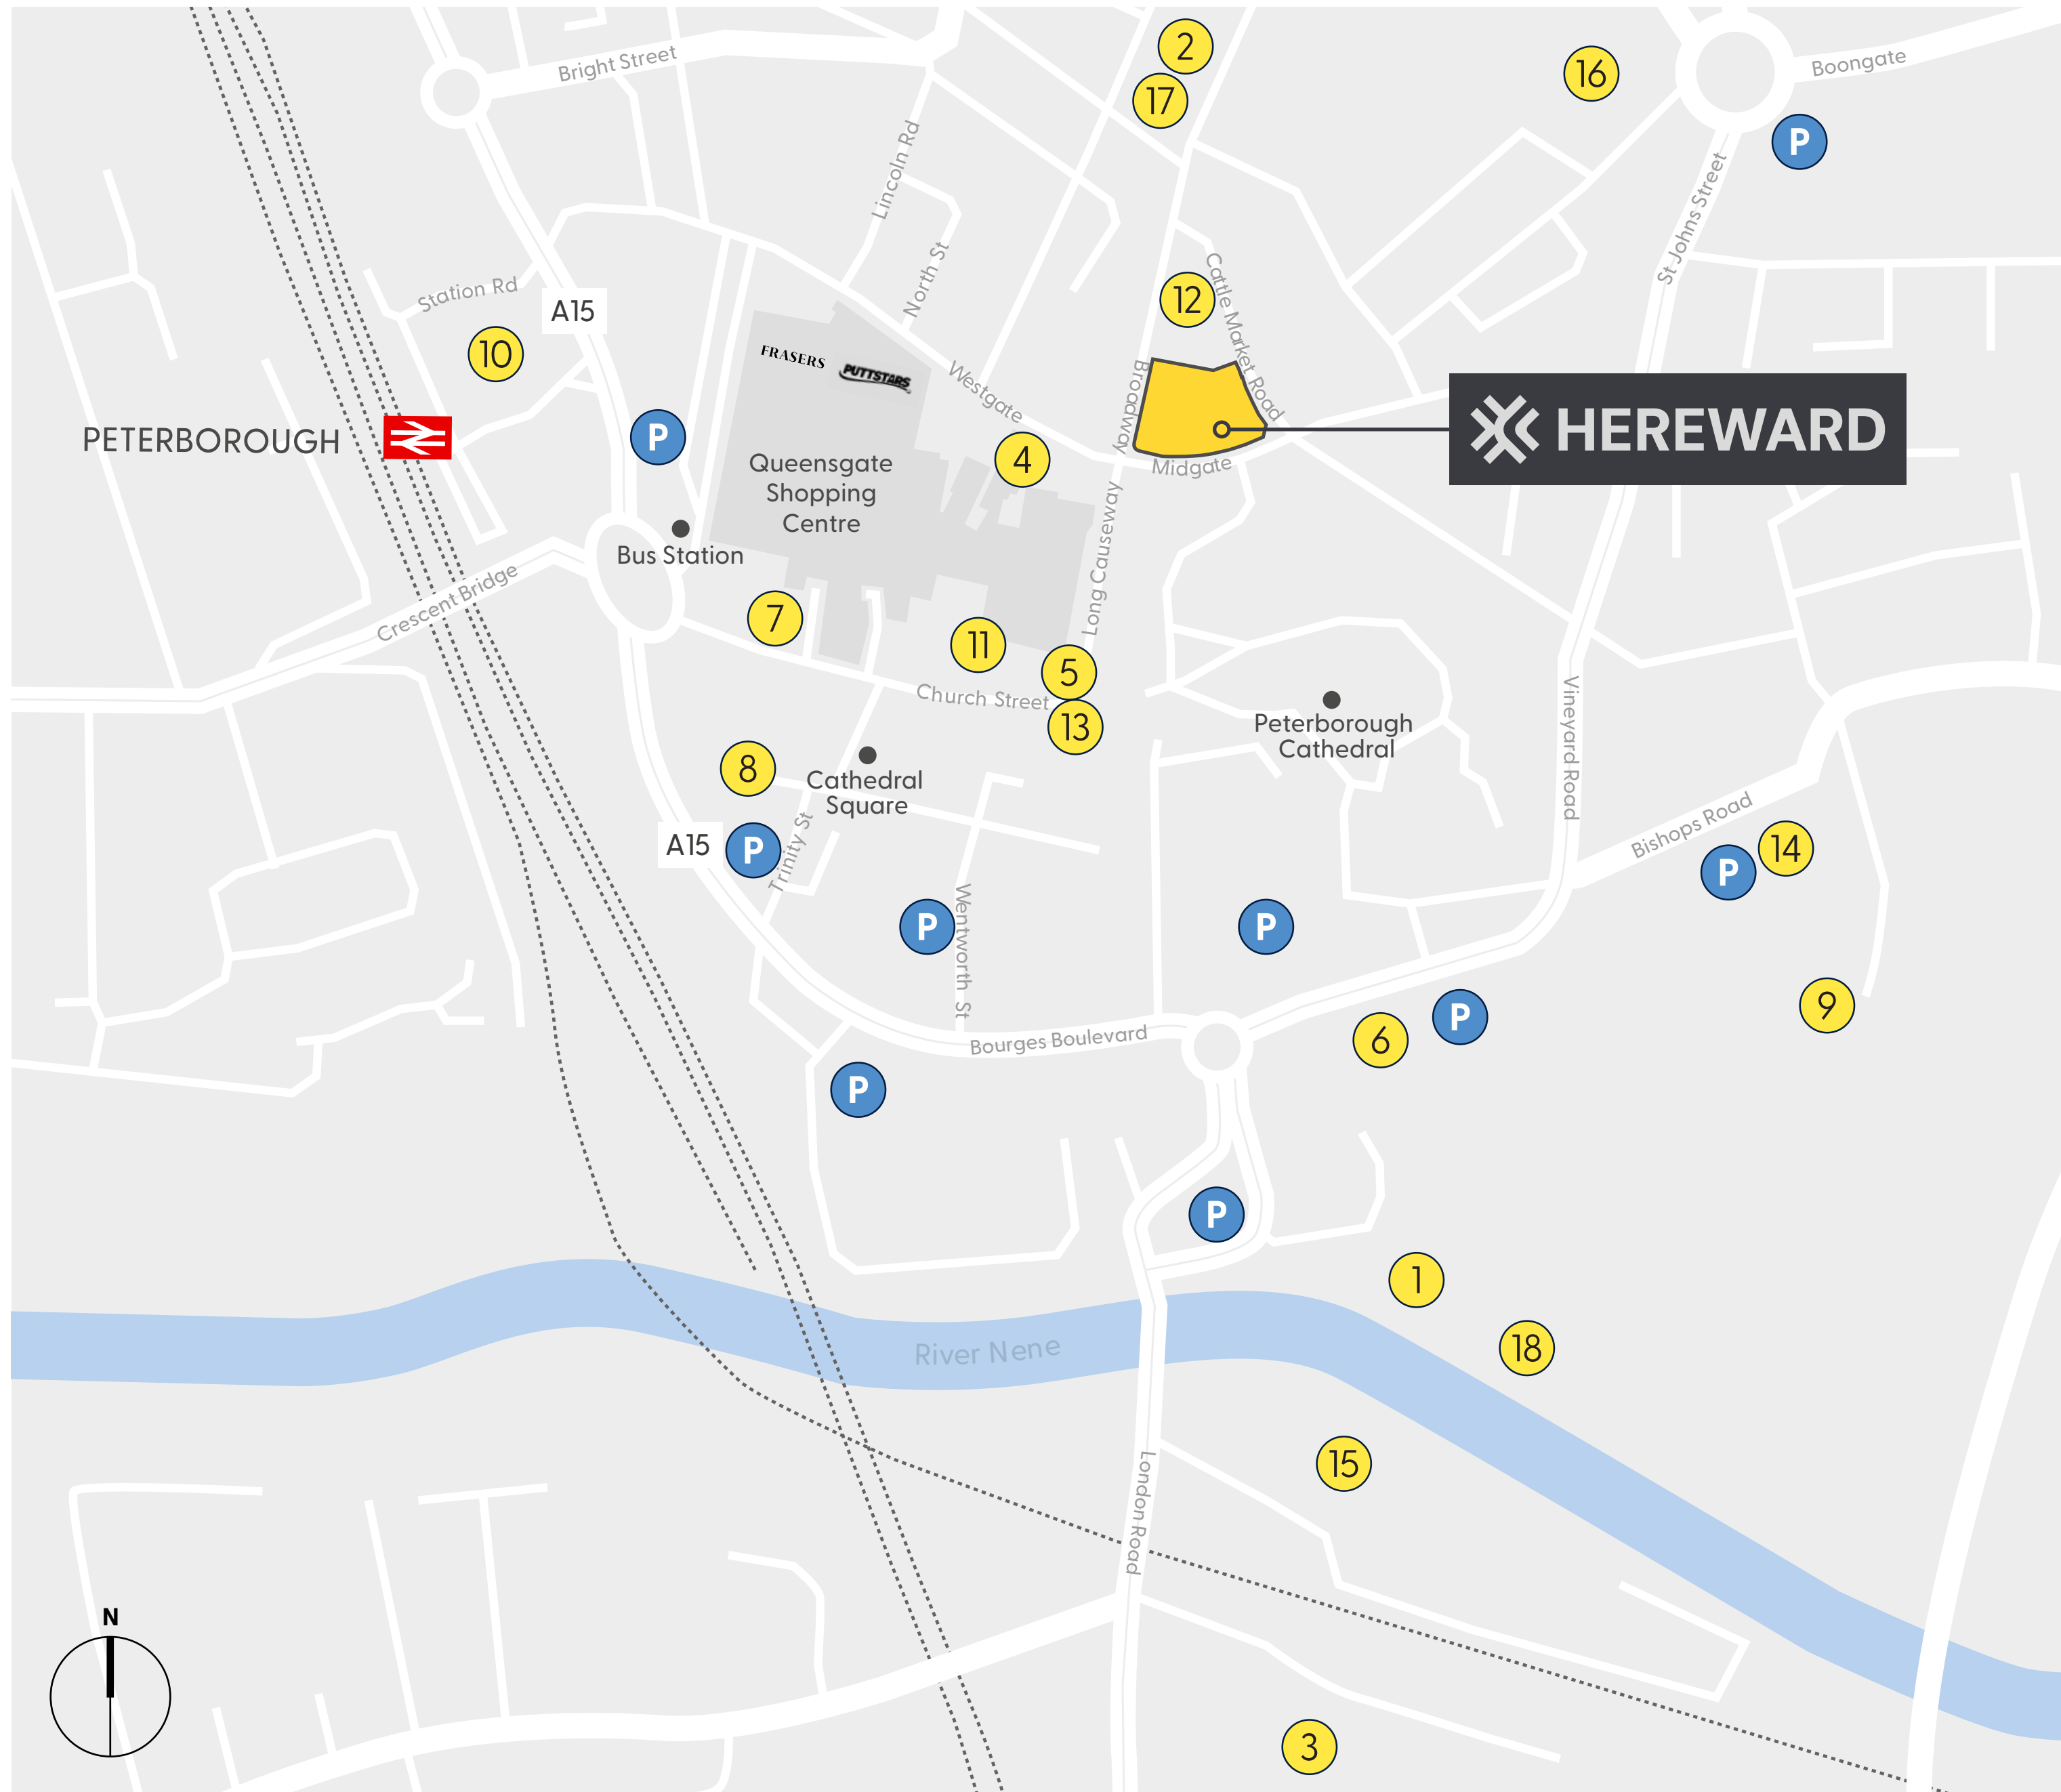 2
17
16
Boongate
Bright Street
P
Lincoln Rd
St Johns Street
North St
Cattle Market Road
Station Rd
12
A15
10
FRASERS
PUTTSTARS
Westgate
Broadway
HEREWARD
PETERBOROUGH
P
4
Midgate
Queensgate
Shopping
Centre
Long Causeway
Bus Station
Crescent Bridge
7
11
5
Church Street
13
Peterborough
Cathedral
Vineyard Road
8
Cathedral
Square
A15
P
Trinity St
Bishops Road
14
P
Wentworth St
P
P
9
P
6
Bourges Boulevard
P
P
1
River Nene
18
15
London Road
N
3